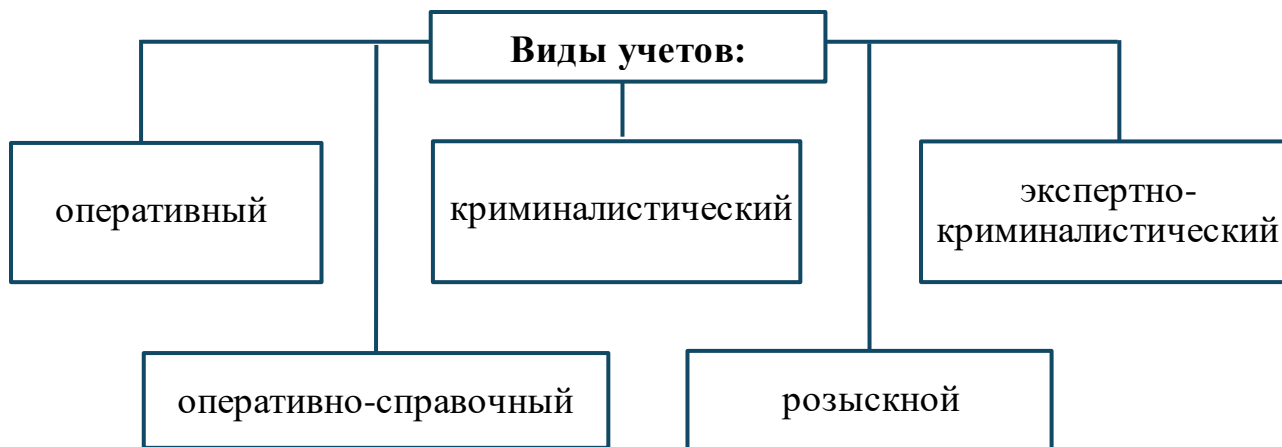 Виды учетов:
оперативный
криминалистический
экспертно-
криминалистический
оперативно-справочный
розыскной